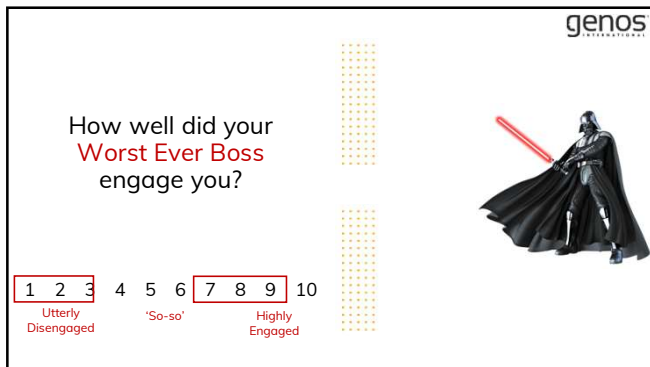 genos
INTERNATIONAL
How well did your
Worst Ever Boss
engage you?
1 2 3 4 5 6 7 8 9 10
Utterly
Disengaged
‘So-so’
Highly
Engaged